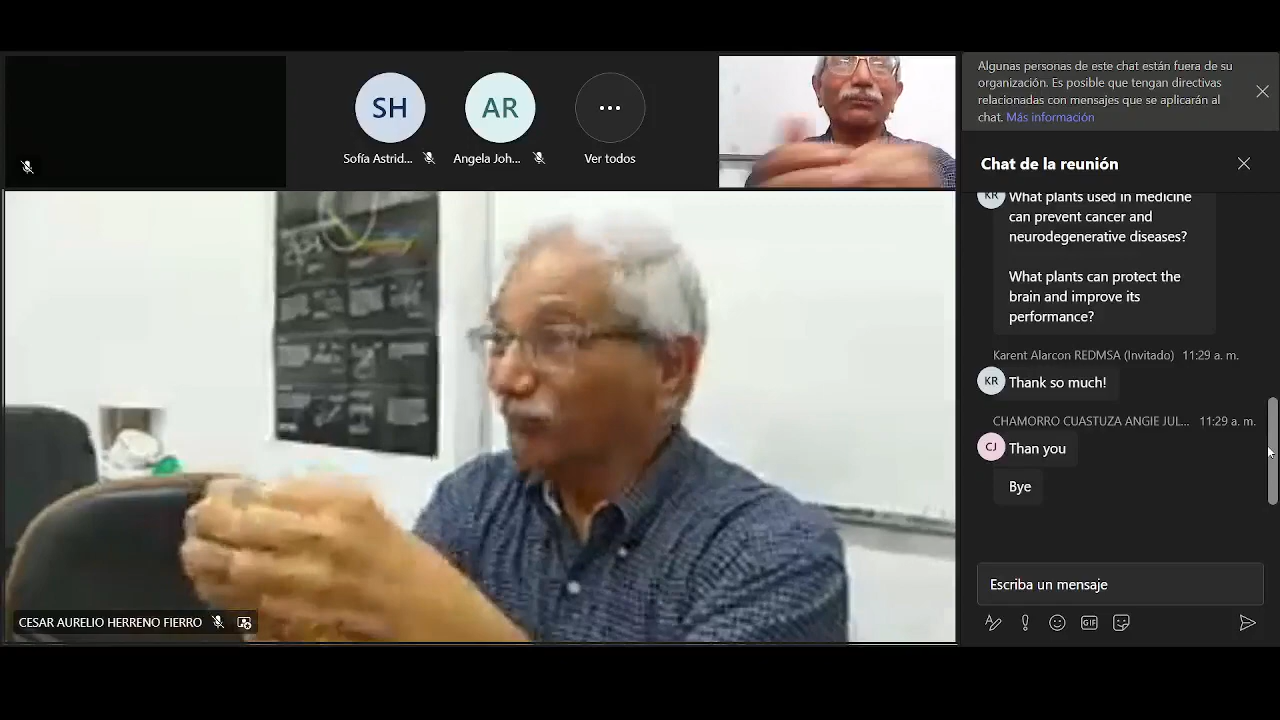 SH
AR
Sofía Astrid...
Angela Joh...
Ver todos
CESAR AURELIO HERRENO FIERRO
Algunas personas de este chat están fuera de su
organización. Es posible que tengan directivas
relacionadas con mensajes que se aplicarán al
chat. Más información
Chat de la reunión
KR
What plants used in medicine
can prevent cancer and
neurodegenerative diseases?
What plants can protect the
brain and improve its
performance?
Karent Alarcon REDMSA (Invitado) 11:29 a. m.
KR
Thank so much!
CHAMORRO CUASTUZA ANGIE JUL... 11:29 a. m.
CJ
Than you
Bye
Escriba un mensaje
GIF